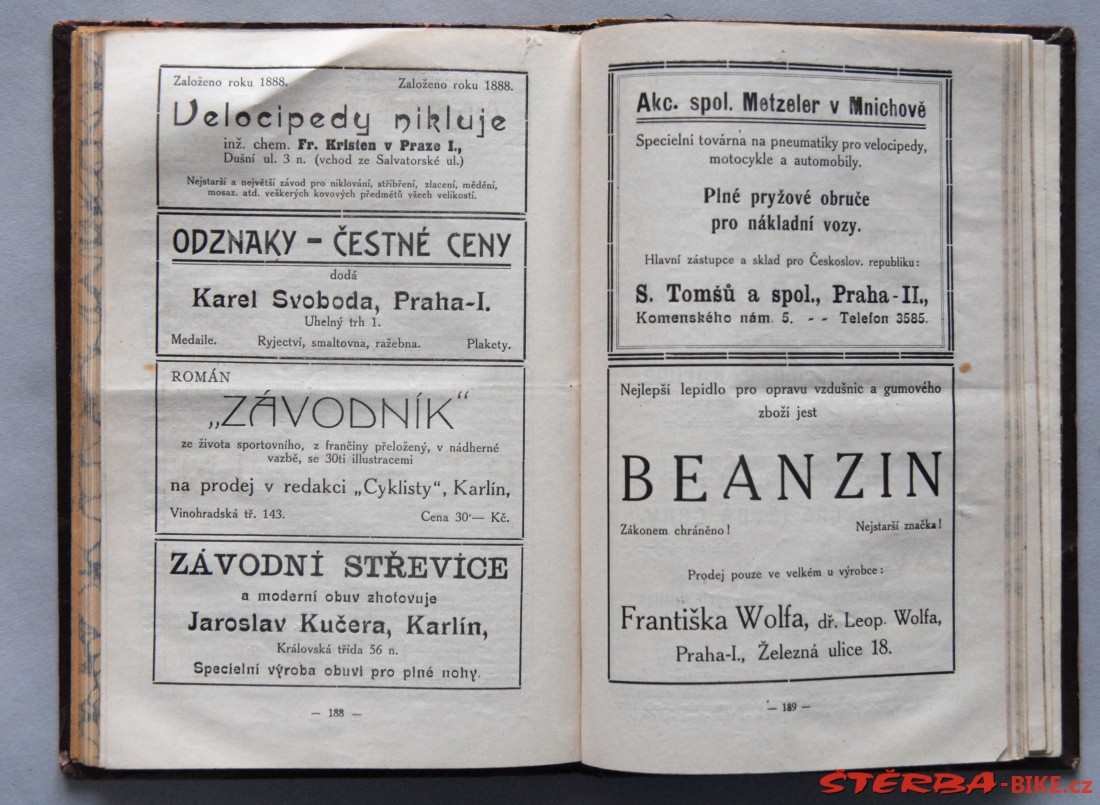 Založeno roku 1888. Založeno roku 1888.
Velocipedy nikluje
inž. chem. Fr. Kristen v Praze I.,
Dušní ul. 3 n. (vchod ze Salvatorské ul.)
Nejstarší a největší závod pro niklování, stříbření, zlacení, mědění,
mosaz. atd. veškerých kovových předmětů všech velikostí.
ODZNAKY – ČESTNÉ CENY
dodá
Karel Svoboda, Praha-I.
Uhelný trh 1.
Medaile. Ryjectví, smaltovna, ražebna. Plakety.
ROMÁN
„ZÁVODNÍK“
ze života sportovního, z frančiny přeložený, v nádherné
vazbě, se 30ti illustracemi
na prodej v redakci „Cyklisty“, Karlín,
Vinohradská tř. 143. Cena 30·— Kč.
ZÁVODNÍ STŘEVÍCE
a moderní obuv zhotovuje
Jaroslav Kučera, Karlín,
Královská třída 56 n.
Specielní výroba obuvi pro plné nohy.
— 188 —
Akc. spol. Metzeler v Mnichově
Specielní továrna na pneumatiky pro velocipedy,
motocykle a automobily.
Plné pryžové obruče
pro nákladní vozy.
Hlavní zástupce a sklad pro Českoslov. republiku:
S. Tomšů a spol., Praha-II.,
Komenského nám. 5. - - Telefon 3585.
Nejlepší lepidlo pro opravu vzdušnic a gumového
zboží jest
BEANZIN
Zákonem chráněno! Nejstarší značka!
Prodej pouze ve velkém u výrobce:
Františka Wolfa, dř. Leop. Wolfa,
Praha-I., Železná ulice 18.
— 189 —
ŠTĚRBA-BIKE.cz